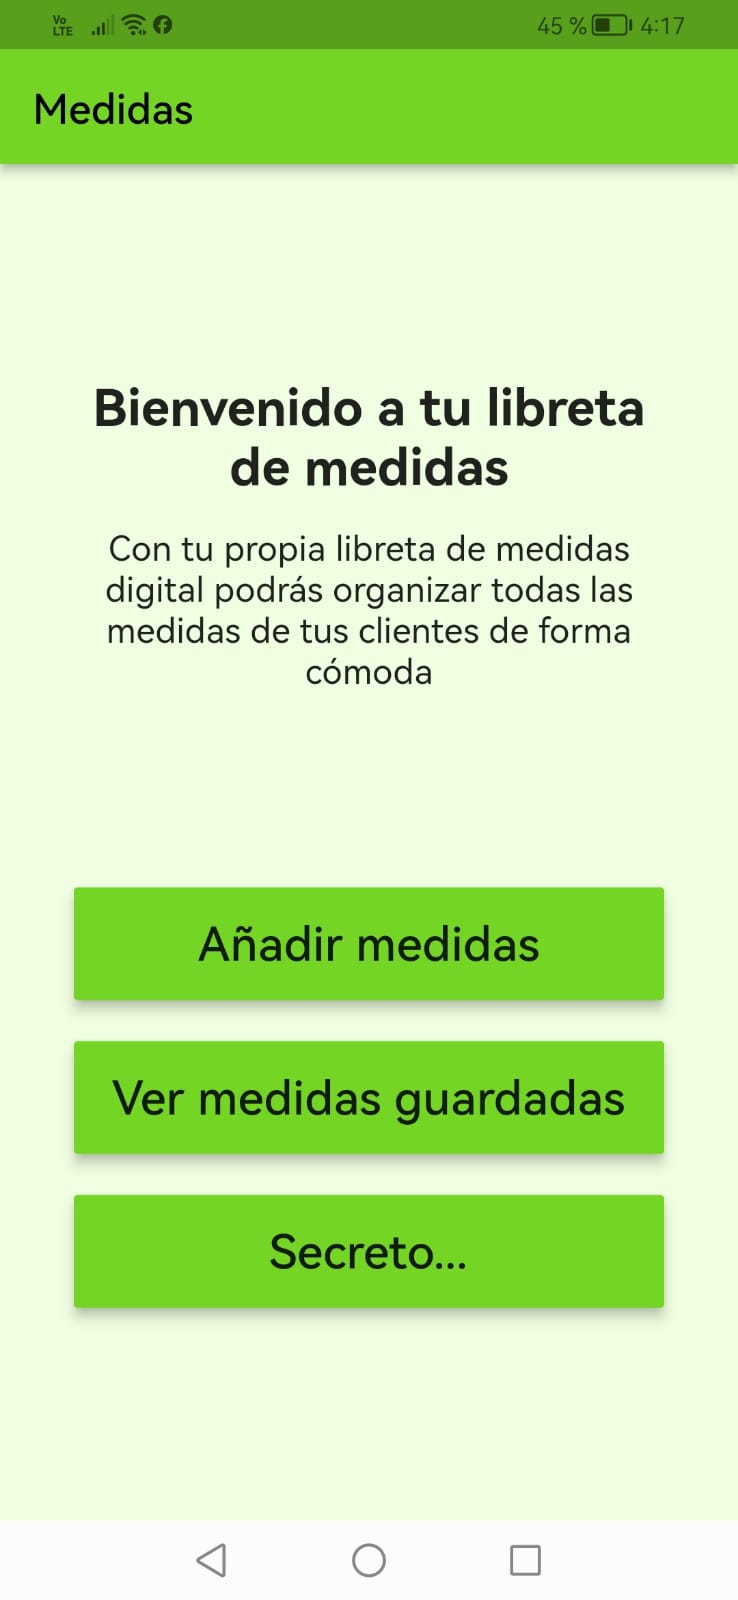 Vo
LTE
45 % 4:17
Medidas
Bienvenido a tu libreta
de medidas
Con tu propia libreta de medidas
digital podrás organizar todas las
medidas de tus clientes de forma
cómoda
Añadir medidas
Ver medidas guardadas
Secreto...